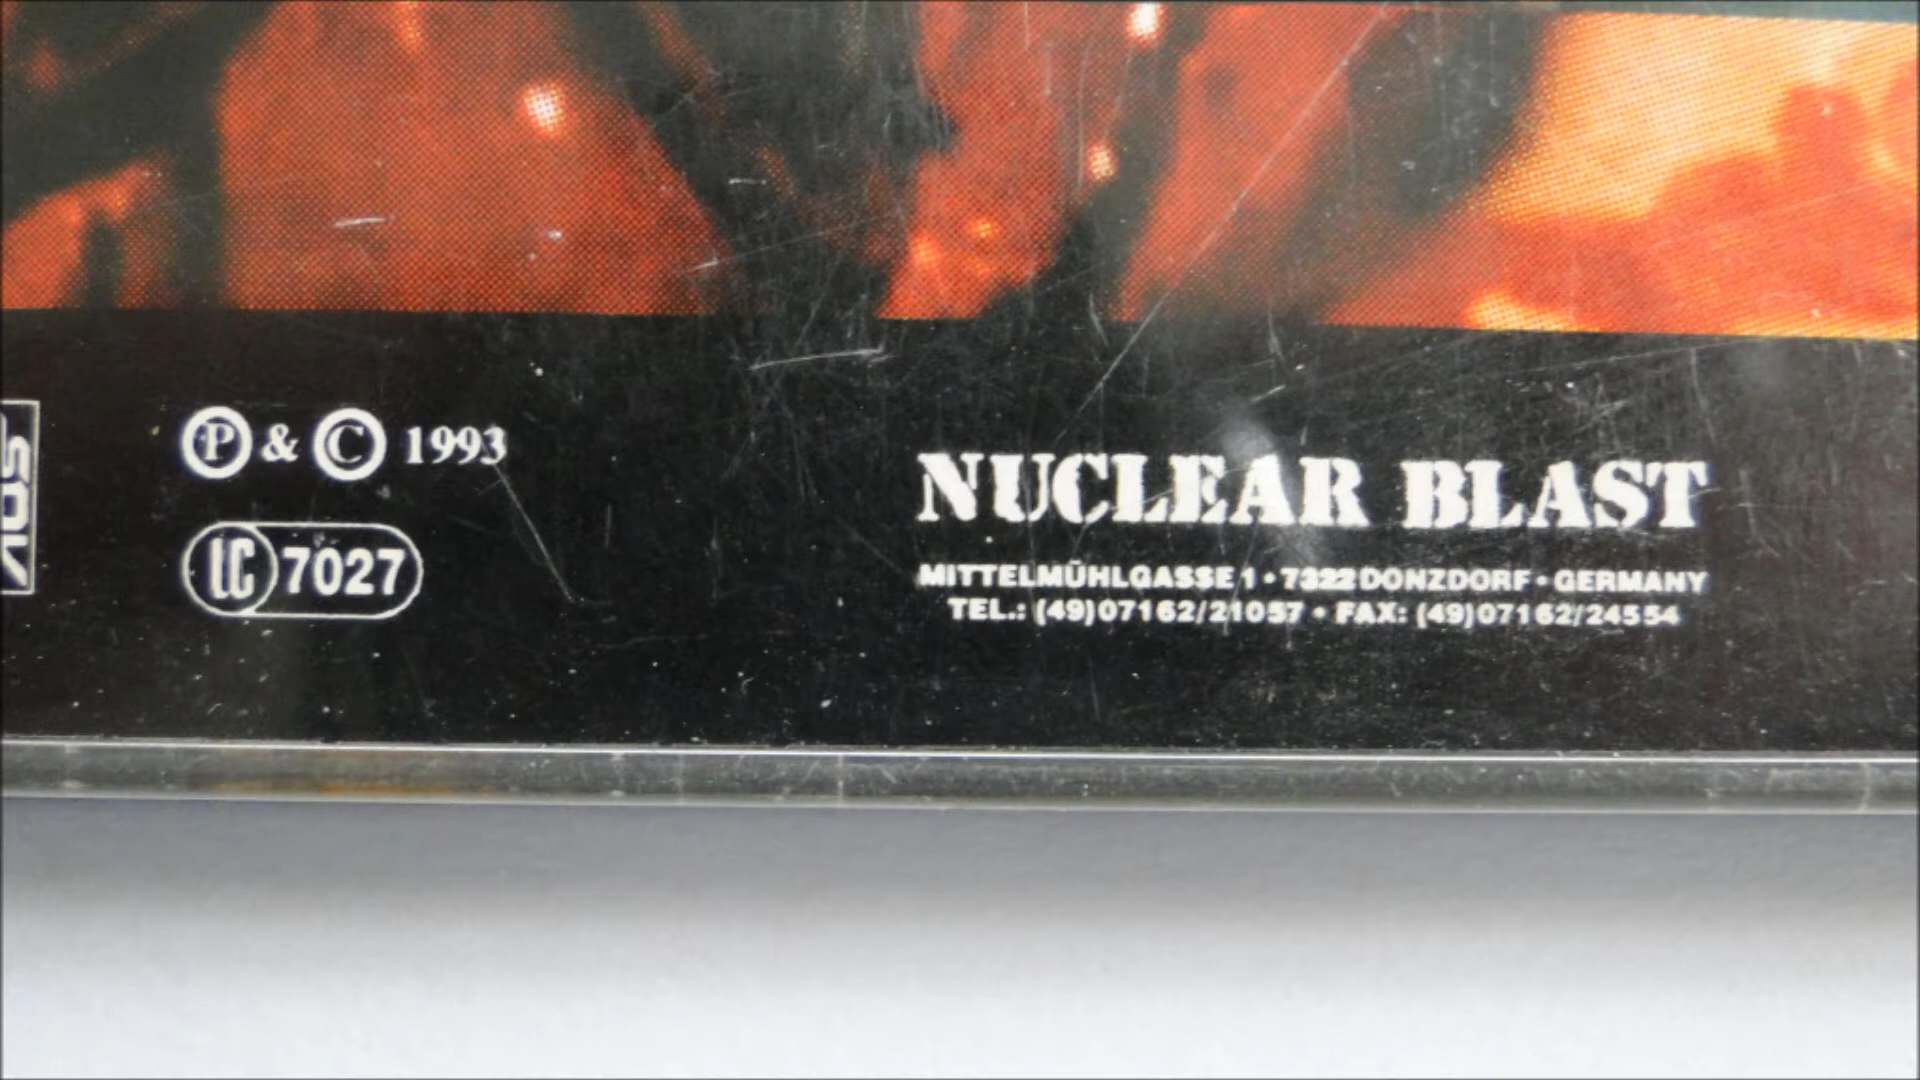 Ⓟ & Ⓒ 1993
LC 7027
NUCLEAR BLAST
MITTELMÜHLGASSE 1 • 7322 DONZDORF • GERMANY
TEL.: (49)07162/21057 • FAX: (49)07162/24554